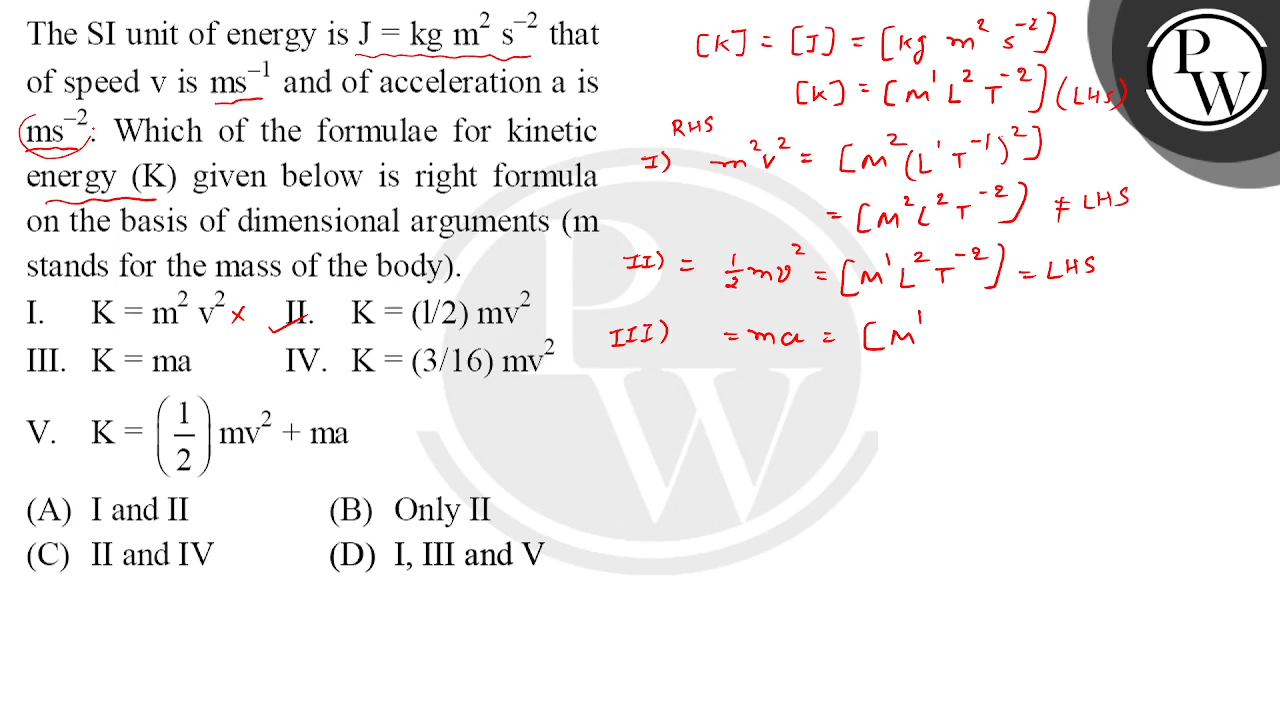 The SI unit of energy is J = kg m² s⁻² that
of speed v is ms⁻¹ and of acceleration a is
ms⁻². Which of the formulae for kinetic
energy (K) given below is right formula
on the basis of dimensional arguments (m
stands for the mass of the body).
I. K = m² v² × II. K = (1/2) mv²
III. K = ma IV. K = (3/16) mv²
V. K = (1/2) mv² + ma
(A) I and II (B) Only II
(C) II and IV (D) I, III and V
[K] = [J] = [kg m² s⁻²]
[K] = [M¹ L² T⁻²] (LHS)
RHS
I) m²v² = [M² (L¹ T⁻¹)²]
= [M² L² T⁻²] ≠ LHS
II) = ½ mv² = [M¹ L² T⁻²] = LHS
III) = ma = [M¹
PW
PW